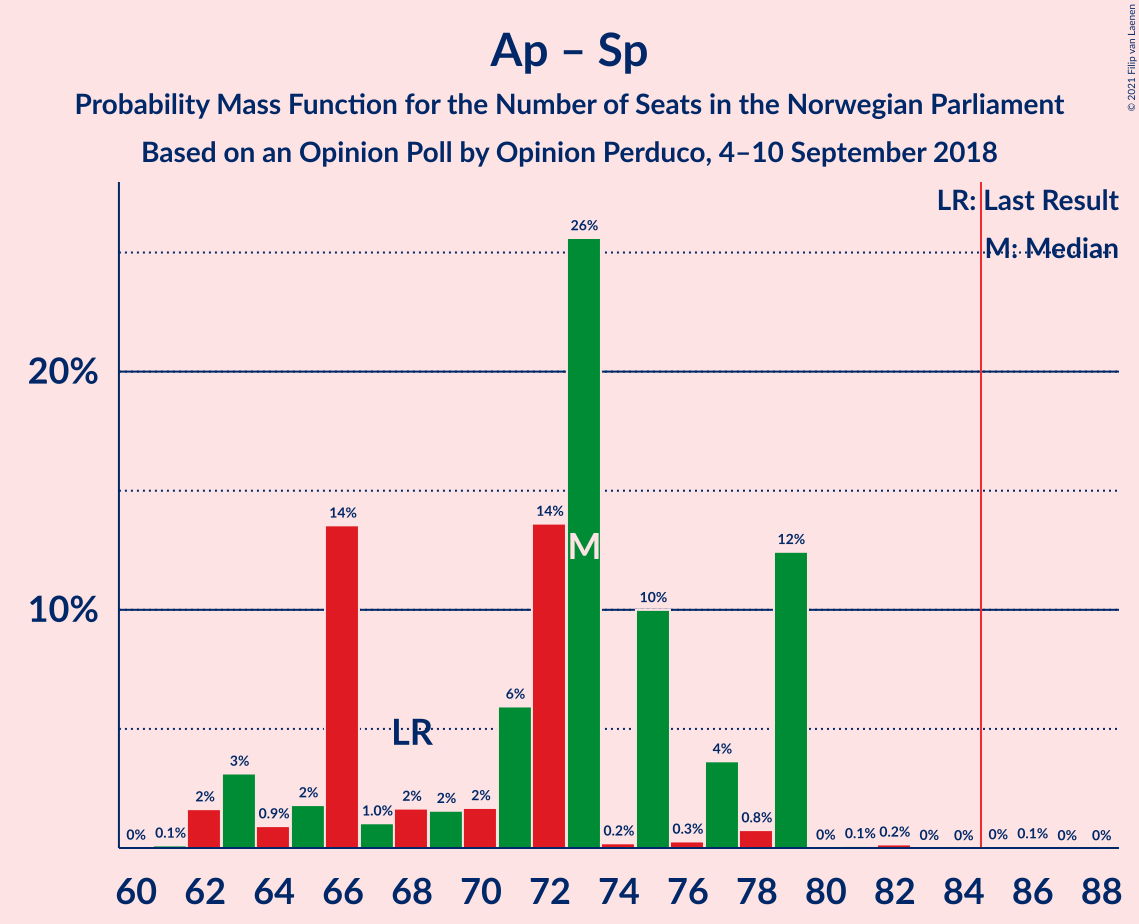 Ap – Sp
Probability Mass Function for the Number of Seats in the Norwegian Parliament
Based on an Opinion Poll by Opinion Perduco, 4–10 September 2018
© 2021 Filip van Laenen
LR: Last Result
M: Median
20%
10%
0% 0.1% 2% 3% 0.9% 2% 14% 1.0% 2% 2% 2% 6% 14% 26% 0.2% 10% 0.3% 4% 0.8% 12% 0% 0.1% 0.2% 0% 0% 0% 0.1% 0% 0%
LR
M
60 62 64 66 68 70 72 74 76 78 80 82 84 86 88